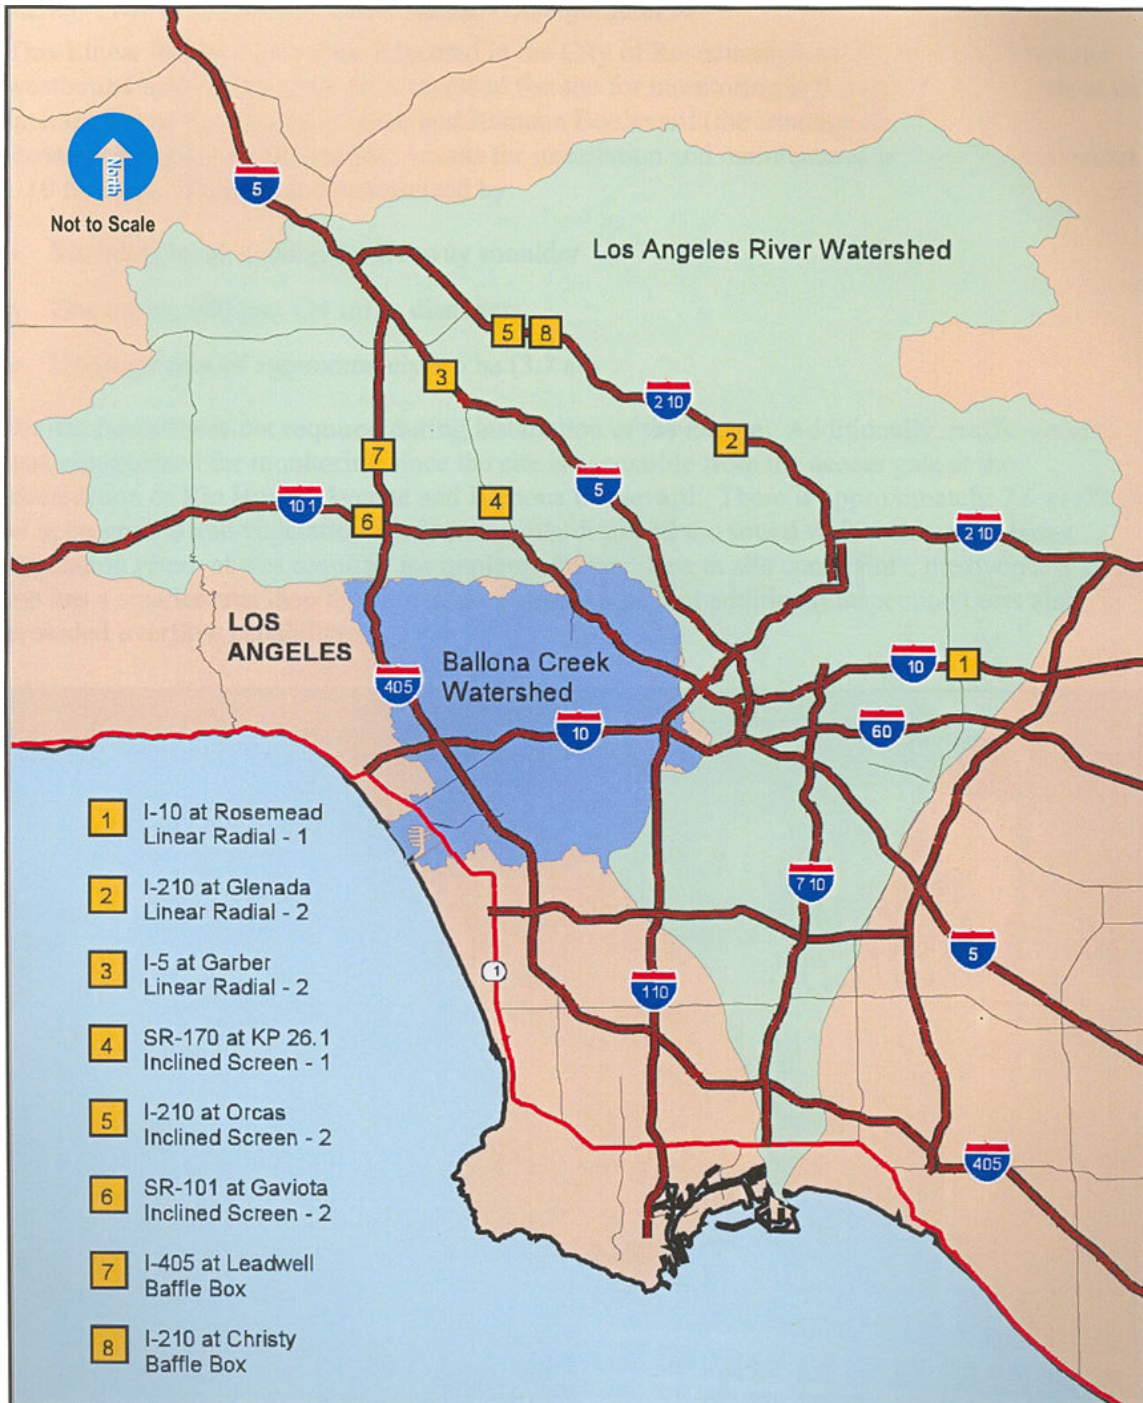 5
North
Not to Scale
Los Angeles River Watershed
5
8
3
210
2
7
5
101
4
6
210
LOS
ANGELES
Ballona Creek
Watershed
10
1
405
10
60
1 I-10 at Rosemead
Linear Radial - 1
2 I-210 at Glenada
Linear Radial - 2
3 I-5 at Garber
Linear Radial - 2
4 SR-170 at KP 26.1
Inclined Screen - 1
5 I-210 at Orcas
Inclined Screen - 2
6 SR-101 at Gaviota
Inclined Screen - 2
7 I-405 at Leadwell
Baffle Box
8 I-210 at Christy
Baffle Box
710
5
1
110
405